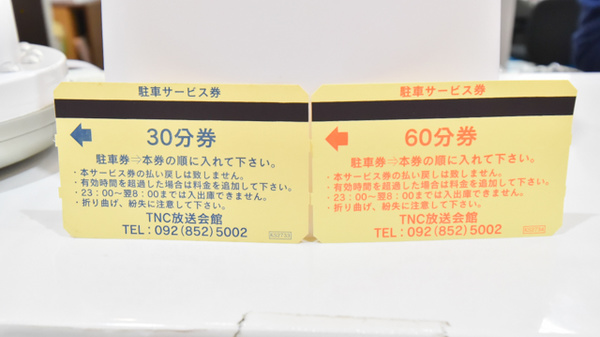 駐車サービス券
30分券
駐車券⇒本券の順に入れて下さい。
・本サービス券の払い戻しは致しません。
・有効時間を超過した場合は料金を追加して下さい。
・23：00〜翌8：00までは入出庫できません。
・折り曲げ、紛失に注意して下さい。
TNC放送会館
TEL：092(852)5002
駐車サービス券
60分券
駐車券⇒本券の順に入れて下さい。
・本サービス券の払い戻しは致しません。
・有効時間を超過した場合は料金を追加して下さい。
・23：00〜翌8：00までは入出庫できません。
・折り曲げ、紛失に注意して下さい。
TNC放送会館
TEL：092(852)5002